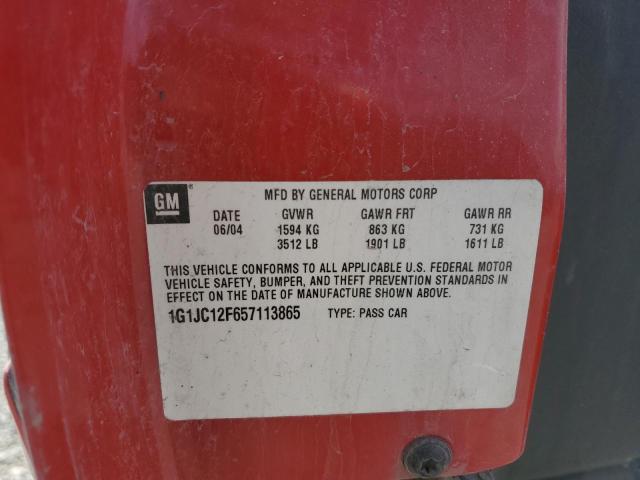 GM ®
MFD BY GENERAL MOTORS CORP
DATE GVWR GAWR FRT GAWR RR
06/04 1594 KG 863 KG 731 KG
3512 LB 1901 LB 1611 LB
THIS VEHICLE CONFORMS TO ALL APPLICABLE U.S. FEDERAL MOTOR
VEHICLE SAFETY, BUMPER, AND THEFT PREVENTION STANDARDS IN
EFFECT ON THE DATE OF MANUFACTURE SHOWN ABOVE.
1G1JC12F657113865 TYPE: PASS CAR